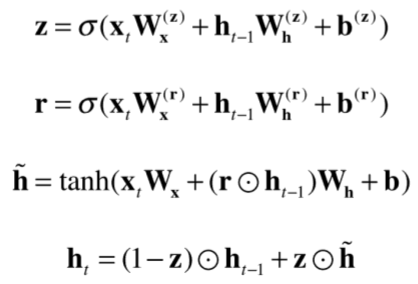 z = σ(x_t W_x^(z) + h_{t−1} W_h^(z) + b^(z))
r = σ(x_t W_x^(r) + h_{t−1} W_h^(r) + b^(r))
h̃ = tanh(x_t W_x + (r ⊙ h_{t−1}) W_h + b)
h_t = (1 − z) ⊙ h_{t−1} + z ⊙ h̃